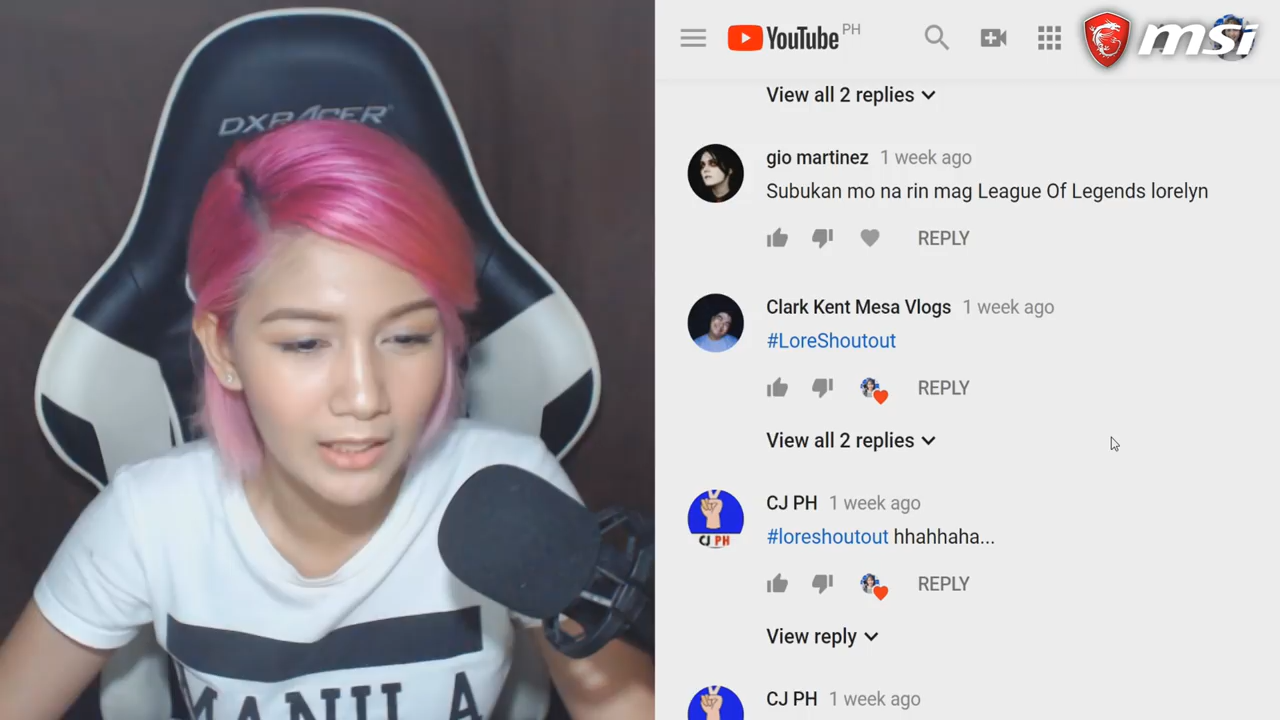 DXRACER
MANILA
YouTube PH
msi
View all 2 replies
gio martinez 1 week ago
Subukan mo na rin mag League Of Legends lorelyn
REPLY
Clark Kent Mesa Vlogs 1 week ago
#LoreShoutout
REPLY
View all 2 replies
CJ PH
CJ PH 1 week ago
#loreshoutout hhahhaha...
REPLY
View reply
CJ PH 1 week ago